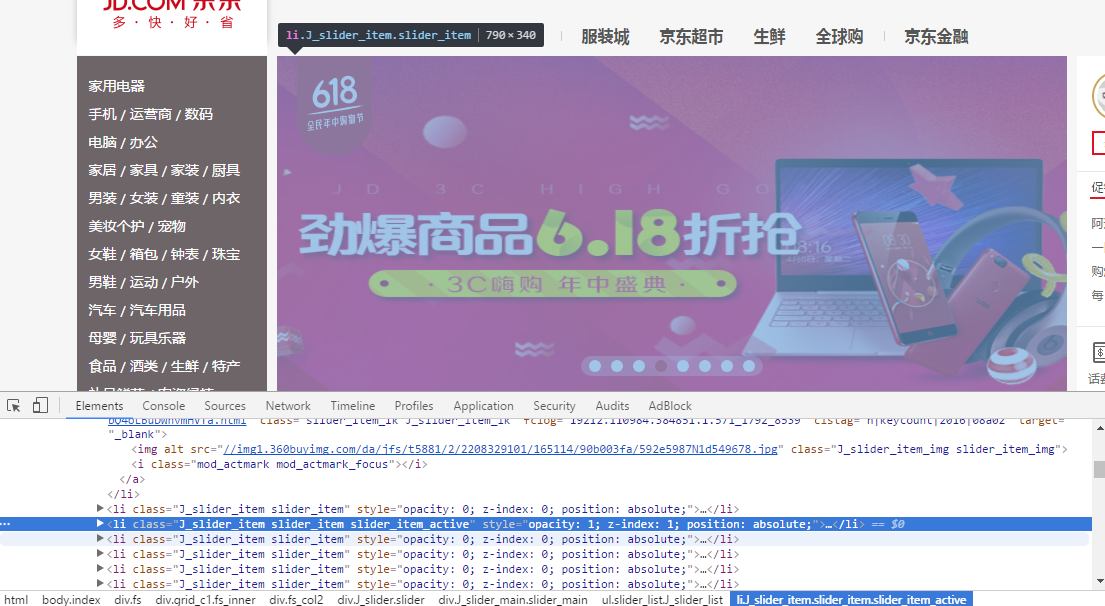 JD.COM 京东
多 · 快 · 好 · 省
li.J_slider_item.slider_item | 790×340
服装城 京东超市 生鲜 全球购 京东金融
家用电器
手机 / 运营商 / 数码
电脑 / 办公
家居 / 家具 / 家装 / 厨具
男装 / 女装 / 童装 / 内衣
美妆个护 / 宠物
女鞋 / 箱包 / 钟表 / 珠宝
男鞋 / 运动 / 户外
汽车 / 汽车用品
母婴 / 玩具乐器
食品 / 酒类 / 生鲜 / 特产
618
全民年中购物节
JD 3C HIGH GO
劲爆商品6.18折抢
· 3C嗨购 年中盛典 ·
促
阿
一
购
每
话
Elements Console Sources Network Timeline Profiles Application Security Audits AdBlock
"_blank">
<img alt src="//img1.360buyimg.com/da/jfs/t5881/2/2208329101/165114/90b003fa/592e5987N1d549678.jpg" class="J_slider_item_img slider_item_img">
<i class="mod_actmark mod_actmark_focus"></i>
</a>
</li>
<li class="J_slider_item slider_item" style="opacity: 0; z-index: 0; position: absolute;">…</li>
<li class="J_slider_item slider_item slider_item_active" style="opacity: 1; z-index: 1; position: absolute;">…</li> == $0
<li class="J_slider_item slider_item" style="opacity: 0; z-index: 0; position: absolute;">…</li>
<li class="J_slider_item slider_item" style="opacity: 0; z-index: 0; position: absolute;">…</li>
<li class="J_slider_item slider_item" style="opacity: 0; z-index: 0; position: absolute;">…</li>
<li class="J_slider_item slider_item" style="opacity: 0; z-index: 0; position: absolute;">…</li>
html body.index div.fs div.grid_c1.fs_inner div.fs_col2 div.J_slider.slider div.J_slider_main.slider_main ul.slider_list.J_slider_list li.J_slider_item.slider_item.slider_item_active